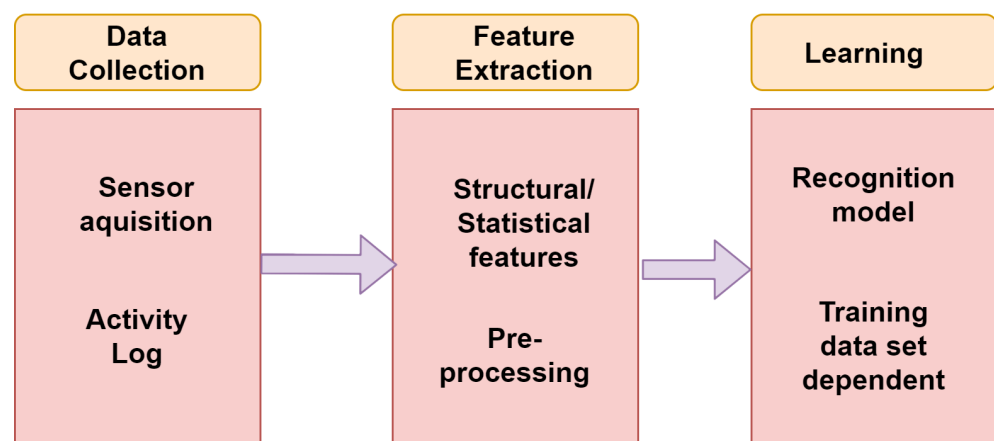 Data
Collection
Feature
Extraction
Learning
Sensor
aquisition
Activity
Log
Structural/
Statistical
features
Pre-
processing
Recognition
model
Training
data set
dependent